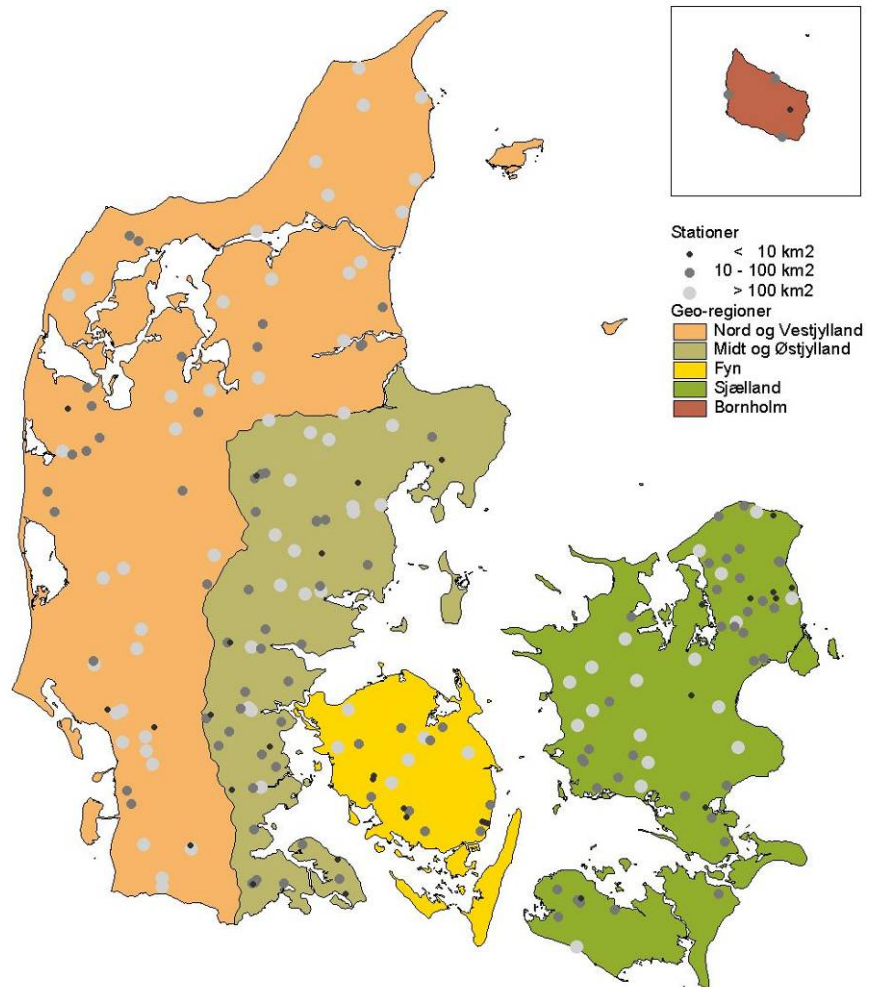 Stationer
< 10 km2
10 - 100 km2
> 100 km2
Geo-regioner
Nord og Vestjylland
Midt og Østjylland
Fyn
Sjælland
Bornholm